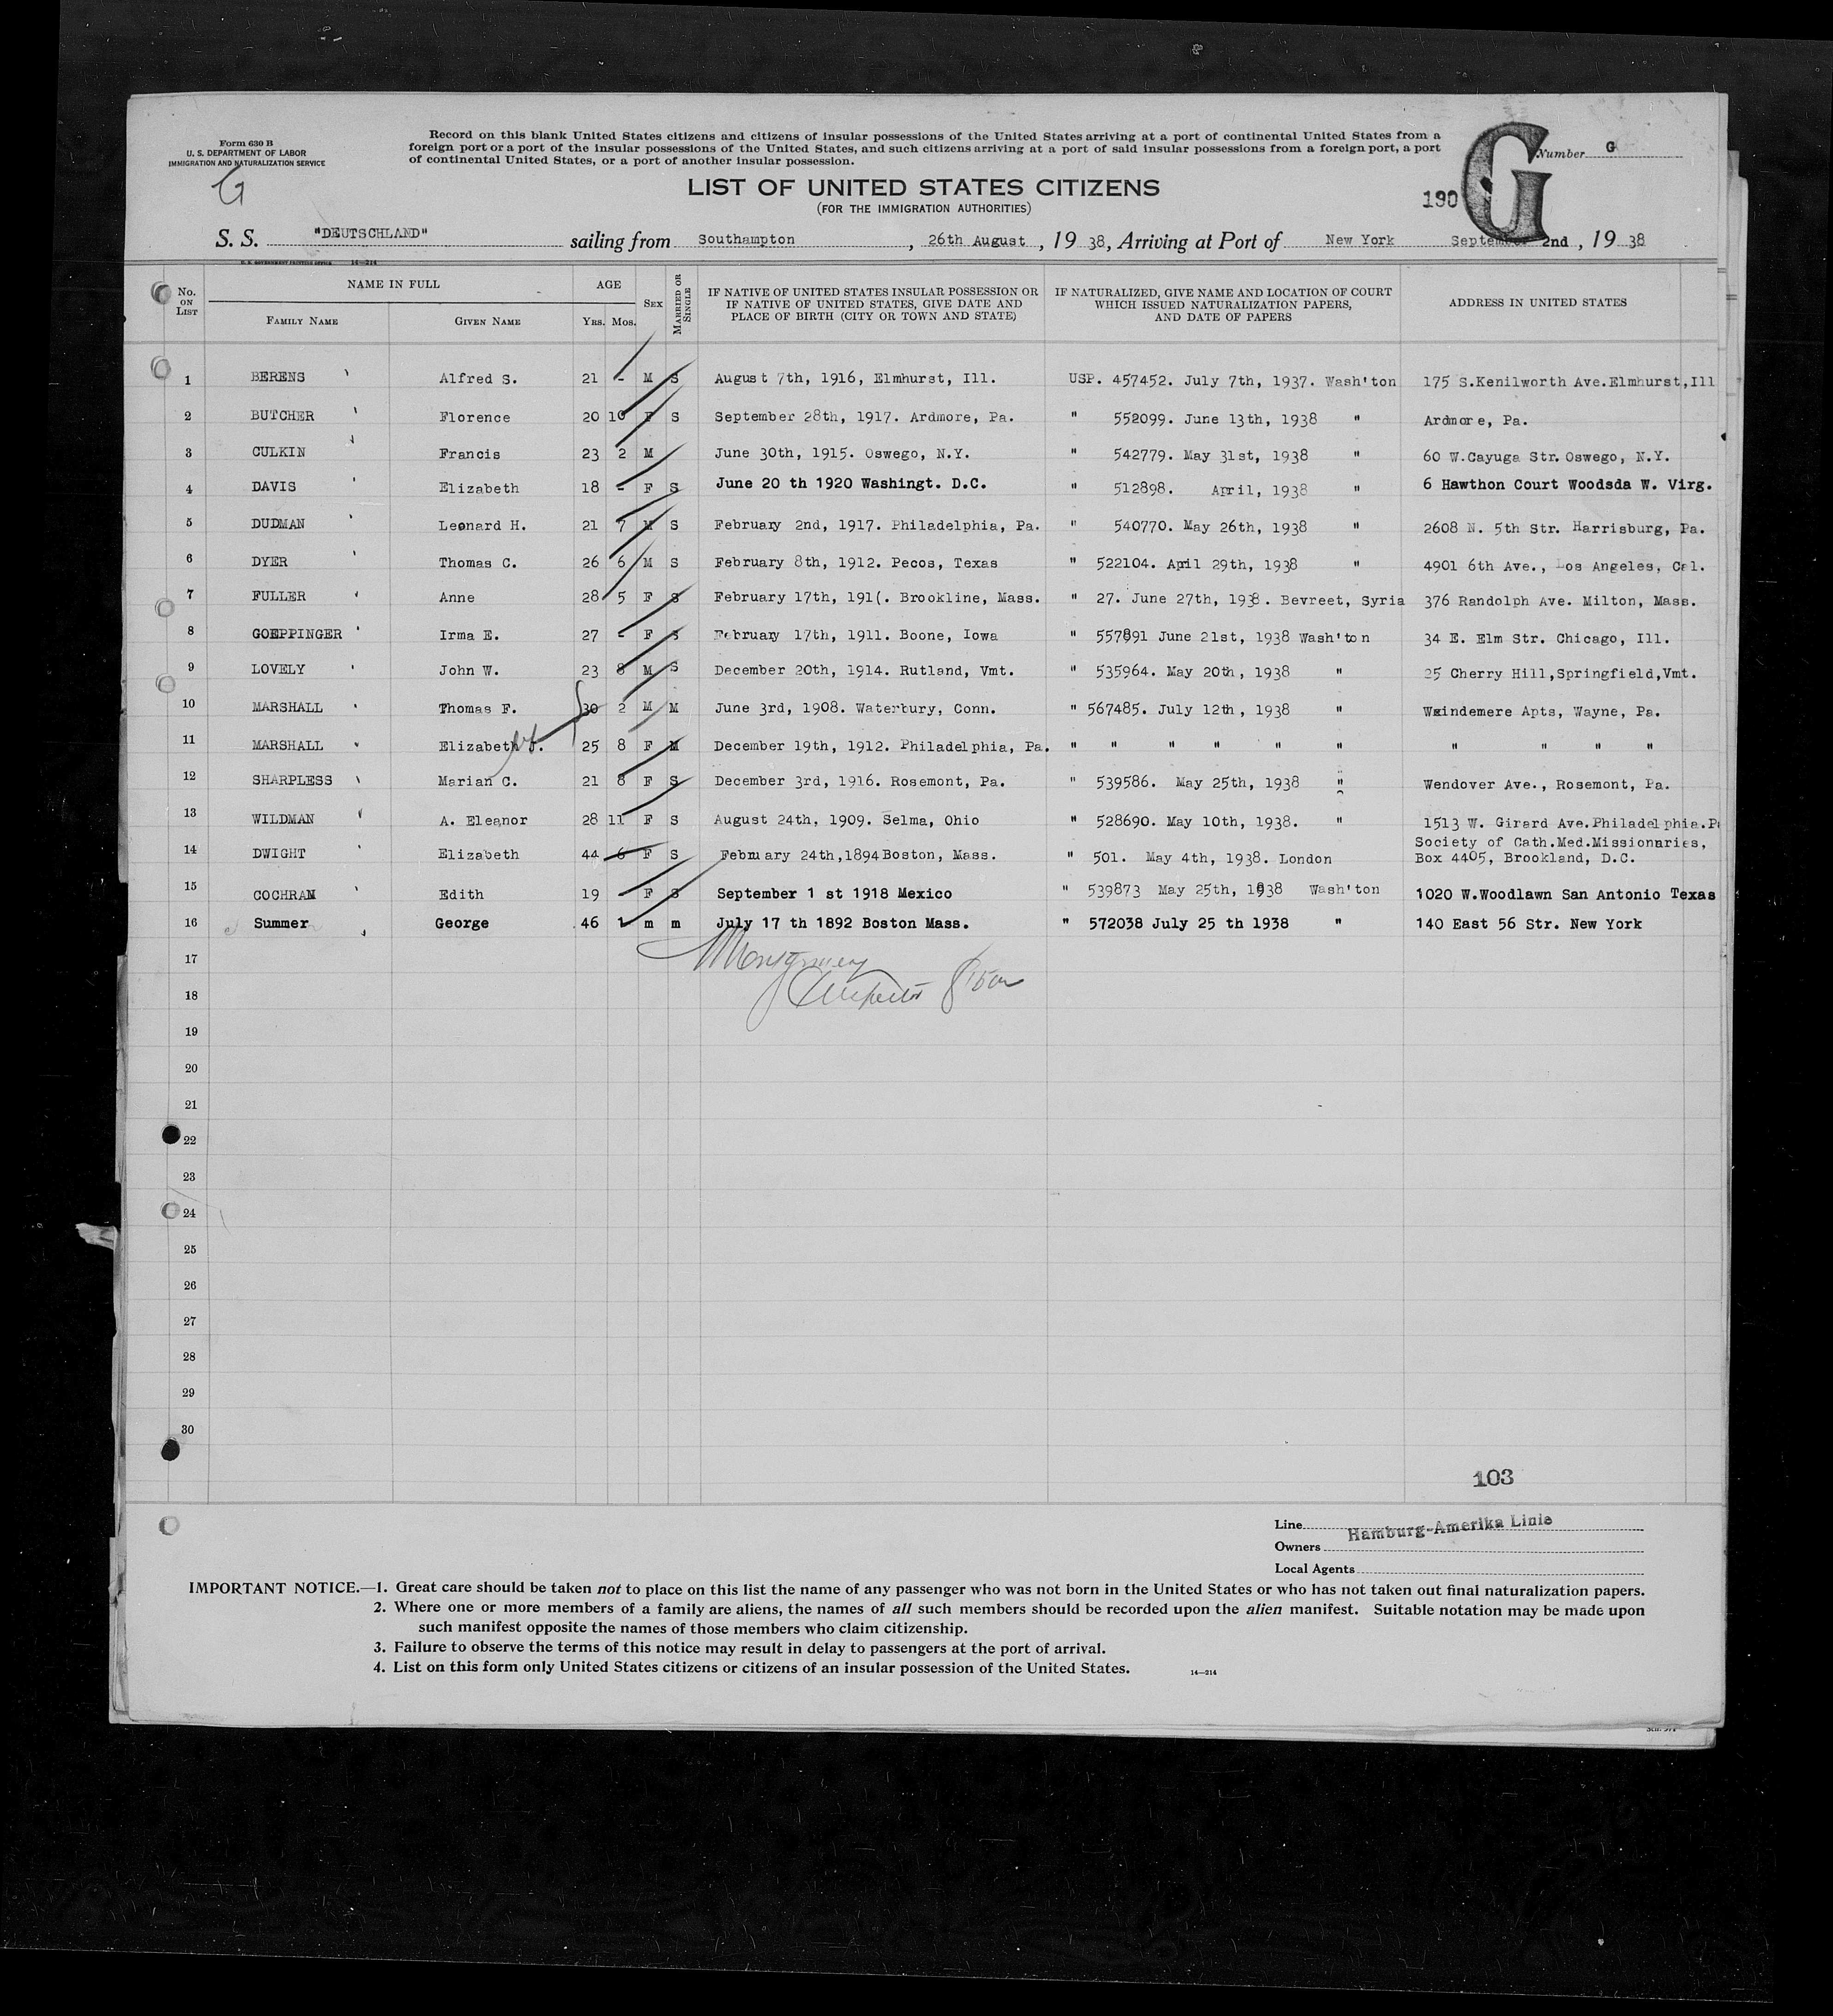 Form 630 B
U. S. DEPARTMENT OF LABOR
IMMIGRATION AND NATURALIZATION SERVICE
G
Record on this blank United States citizens and citizens of insular possessions of the United States arriving at a port of continental United States from a
foreign port or a port of the insular possessions of the United States, and such citizens arriving at a port of said insular possessions from a foreign port, a port
of continental United States, or a port of another insular possession.
Number G
G
190
LIST OF UNITED STATES CITIZENS
(FOR THE IMMIGRATION AUTHORITIES)
S. S. "DEUTSCHLAND" sailing from Southampton, 26th August, 19 38, Arriving at Port of New York September 2nd, 19 38
U. S. GOVERNMENT PRINTING OFFICE 14—214
No. ON LIST NAME IN FULL FAMILY NAME GIVEN NAME AGE YRS. MOS. SEX MARRIED OR SINGLE IF NATIVE OF UNITED STATES INSULAR POSSESSION OR IF NATIVE OF UNITED STATES, GIVE DATE AND PLACE OF BIRTH (CITY OR TOWN AND STATE) IF NATURALIZED, GIVE NAME AND LOCATION OF COURT WHICH ISSUED NATURALIZATION PAPERS, AND DATE OF PAPERS ADDRESS IN UNITED STATES
1 BERENS Alfred S. 21 - M S August 7th, 1916, Elmhurst, Ill. USP. 457452. July 7th, 1937. Wash'ton 175 S.Kenilworth Ave.Elmhurst,Ill
2 BUTCHER Florence 20 10 F S September 28th, 1917. Ardmore, Pa. " 552099. June 13th, 1938 " Ardmore, Pa.
3 CULKIN Francis 23 2 M June 30th, 1915. Oswego, N.Y. " 542779. May 31st, 1938 " 60 W.Cayuga Str. Oswego, N.Y.
4 DAVIS Elizabeth 18 - F S June 20 th 1920 Washingt. D.C. " 512898. April, 1938 " 6 Hawthon Court Woodsda W. Virg.
5 DUDMAN Leonard H. 21 7 M S February 2nd, 1917. Philadelphia, Pa. " 540770. May 26th, 1938 " 2608 N. 5th Str. Harrisburg, Pa.
6 DYER Thomas C. 26 6 M S February 8th, 1912. Pecos, Texas " 522104. April 29th, 1938 " 4901 6th Ave., Los Angeles, Cal.
7 FULLER Anne 28 5 F S February 17th, 191(. Brookline, Mass. " 27. June 27th, 1938. Bevreet, Syria 376 Randolph Ave. Milton, Mass.
8 GOEPPINGER Irma E. 27 - F S February 17th, 1911. Boone, Iowa " 557891 June 21st, 1938 Wash'ton 34 E. Elm Str. Chicago, Ill.
9 LOVELY John W. 23 8 M S December 20th, 1914. Rutland, Vmt. " 535964. May 20th, 1938 " 25 Cherry Hill,Springfield,Vmt.
10 MARSHALL Thomas F. 30 2 M M June 3rd, 1908. Waterbury, Conn. " 567485. July 12th, 1938 " Waindemere Apts, Wayne, Pa.
11 MARSHALL Elizabeth 25 8 F M December 19th, 1912. Philadelphia, Pa. " " " " " " " " " "
12 SHARPLESS Marian C. 21 8 F S December 3rd, 1916. Rosemont, Pa. " 539586. May 25th, 1938 " Wendover Ave., Rosemont, Pa.
13 WILDMAN A. Eleanor 28 11 F S August 24th, 1909. Selma, Ohio " 528690. May 10th, 1938. " 1513 W. Girard Ave.Philadelphia.Pa
14 DWIGHT Elizabeth 44 6 F S February 24th,1894 Boston, Mass. " 501. May 4th, 1938. London Society of Cath.Med.Missionaries,
Box 4405, Brookland, D.C.
15 COCHRAN Edith 19 F S September 1 st 1918 Mexico " 539873 May 25th, 1938 Wash'ton 1020 W.Woodlawn San Antonio Texas
16 Summer George 46 1 m m July 17 th 1892 Boston Mass. " 572038 July 25 th 1938 " 140 East 56 Str. New York
17 Montgomery
18 Inspector
19
20
21
22
23
24
25
26
27
28
29
30
103
Line Hamburg-Amerika Linie
Owners
Local Agents
IMPORTANT NOTICE.—1. Great care should be taken not to place on this list the name of any passenger who was not born in the United States or who has not taken out final naturalization papers.
2. Where one or more members of a family are aliens, the names of all such members should be recorded upon the alien manifest. Suitable notation may be made upon
such manifest opposite the names of those members who claim citizenship.
3. Failure to observe the terms of this notice may result in delay to passengers at the port of arrival.
4. List on this form only United States citizens or citizens of an insular possession of the United States. 14—214